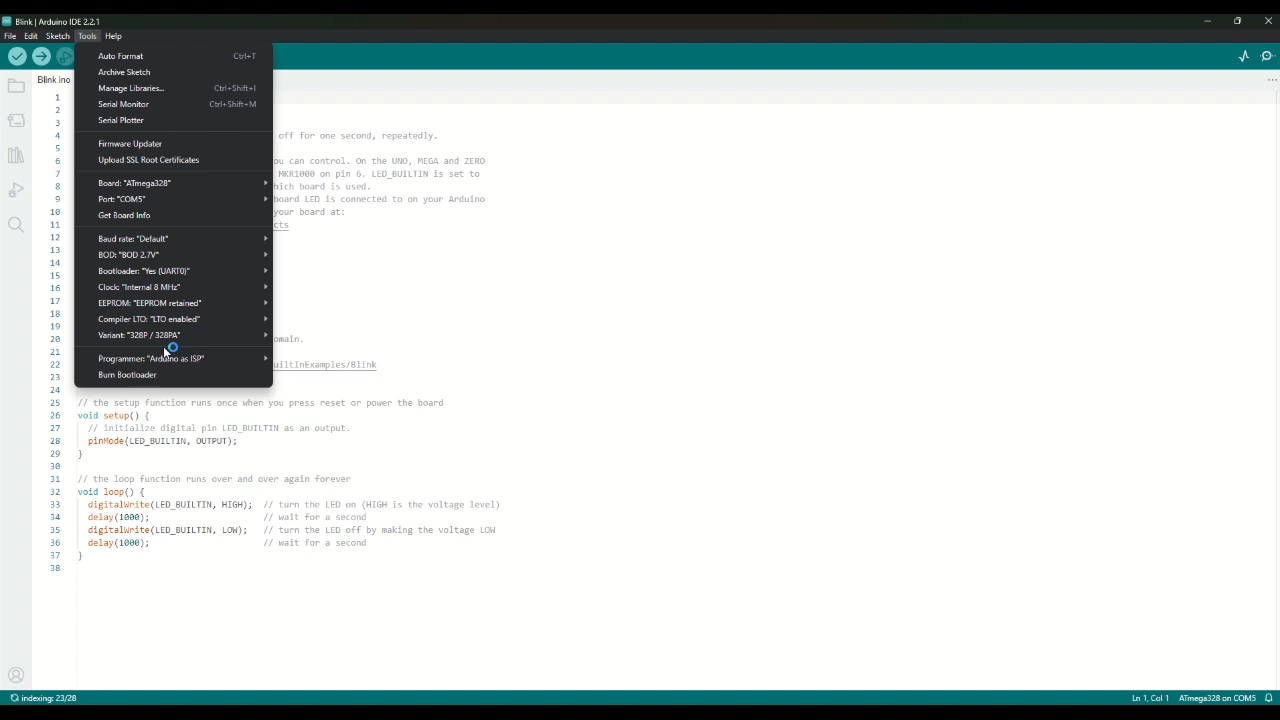 Blink | Arduino IDE 2.2.1
File Edit Sketch Tools Help
Auto Format Ctrl+T
Archive Sketch
Manage Libraries... Ctrl+Shift+I
Serial Monitor Ctrl+Shift+M
Serial Plotter
Firmware Updater
Upload SSL Root Certificates
Board: "ATmega328"
Port: "COM5"
Get Board Info
Baud rate: "Default"
BOD: "BOD 2.7V"
Bootloader: "Yes (UART0)"
Clock: "Internal 8 MHz"
EEPROM: "EEPROM retained"
Compiler LTO: "LTO enabled"
Variant: "328P / 328PA"
Programmer: "Arduino as ISP"
Burn Bootloader
Blink.ino
1
2
3
4 off for one second, repeatedly.
5
6 ou can control. On the UNO, MEGA and ZERO
7 MKR1000 on pin 6. LED_BUILTIN is set to
8 hich board is used.
9 board LED is connected to on your Arduino
10 your board at:
11 cts
12
13
14
15
16
17
18
19
20 omain.
21
22 uiltInExamples/Blink
23
24
25 // the setup function runs once when you press reset or power the board
26 void setup() {
27 // initialize digital pin LED_BUILTIN as an output.
28 pinMode(LED_BUILTIN, OUTPUT);
29 }
30
31 // the loop function runs over and over again forever
32 void loop() {
33 digitalWrite(LED_BUILTIN, HIGH); // turn the LED on (HIGH is the voltage level)
34 delay(1000); // wait for a second
35 digitalWrite(LED_BUILTIN, LOW); // turn the LED off by making the voltage LOW
36 delay(1000); // wait for a second
37 }
38
indexing: 23/28 Ln 1, Col 1 ATmega328 on COM5